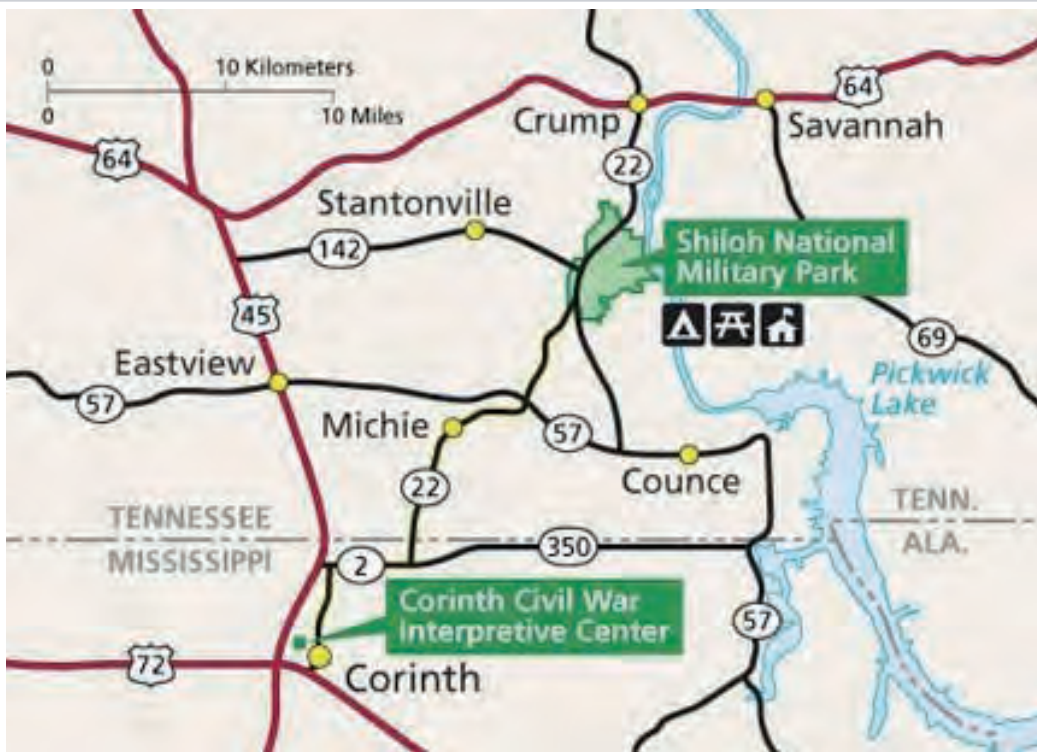 0
10 Kilometers
0
10 Miles
64
64
Crump
Savannah
22
Stantonville
142
Shiloh National
Military Park
45
69
Eastview
57
Pickwick
Lake
Michie
57
Counce
22
TENNESSEE
MISSISSIPPI
TENN.
ALA.
350
2
Corinth Civil War
Interpretive Center
57
72
Corinth